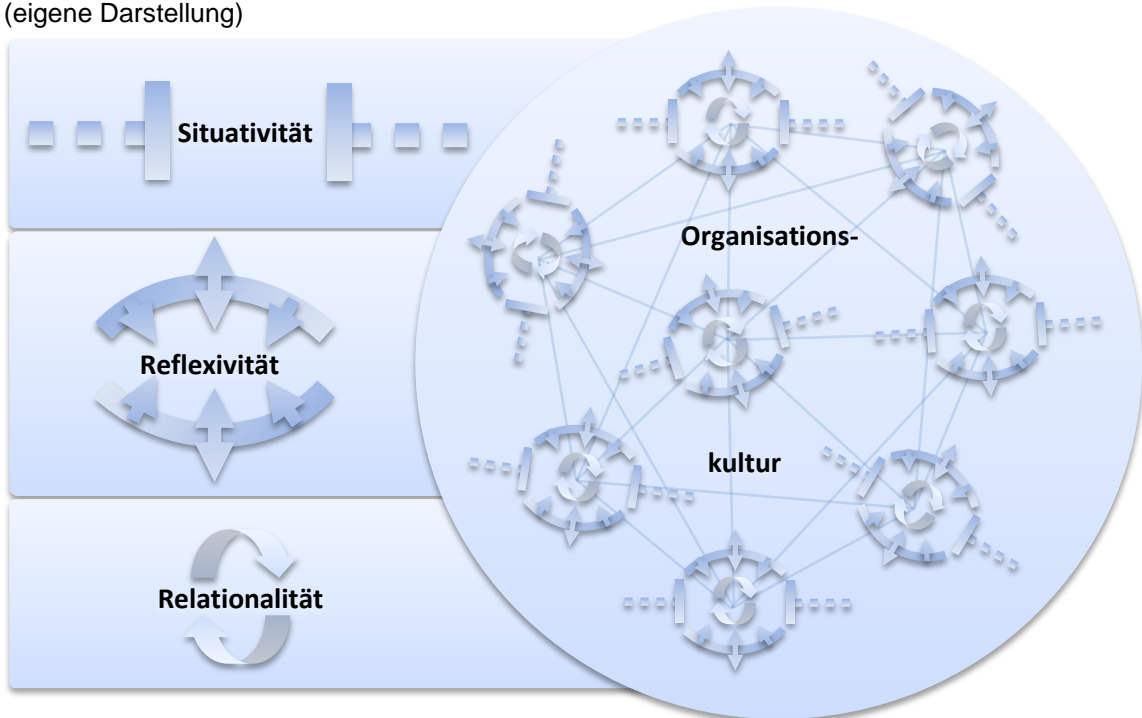 (eigene Darstellung)
Situativität
Reflexivität
Relationalität
Organisations-
kultur